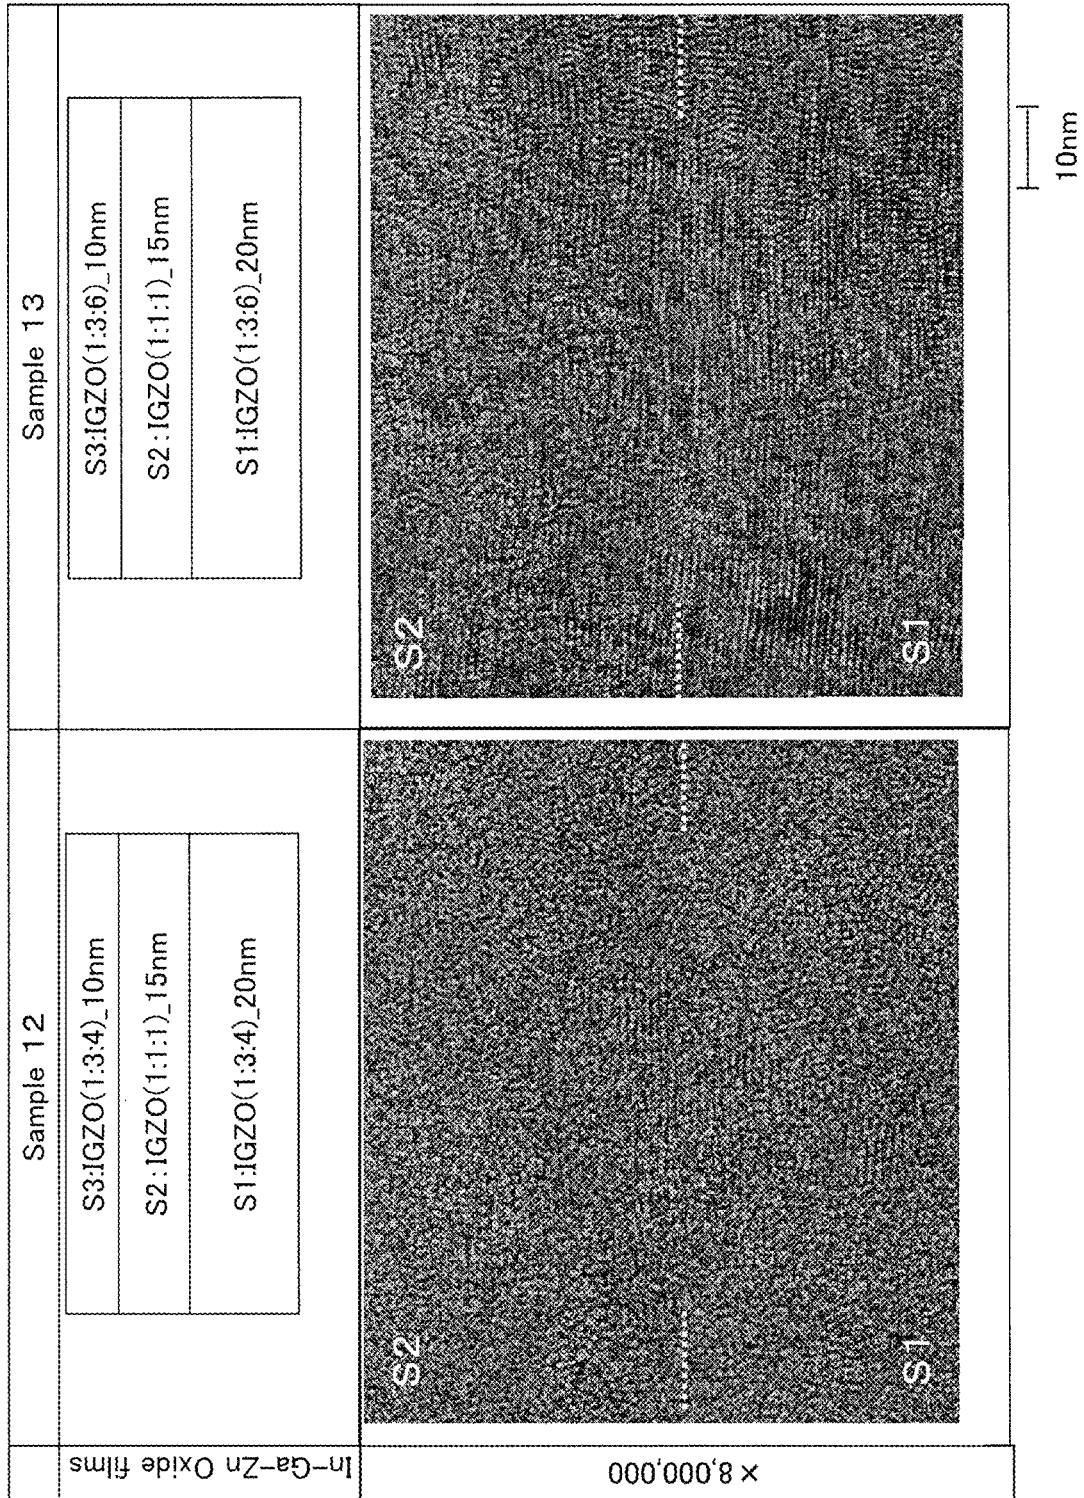 Sample 12
Sample 13
In-Ga-Zn Oxide films
S3:IGZO(1:3:4)_10nm
S2:IGZO(1:1:1)_15nm
S1:IGZO(1:3:4)_20nm
S3:IGZO(1:3:6)_10nm
S2:IGZO(1:1:1)_15nm
S1:IGZO(1:3:6)_20nm
× 8,000,000
S2
S1
S2
S1
10nm